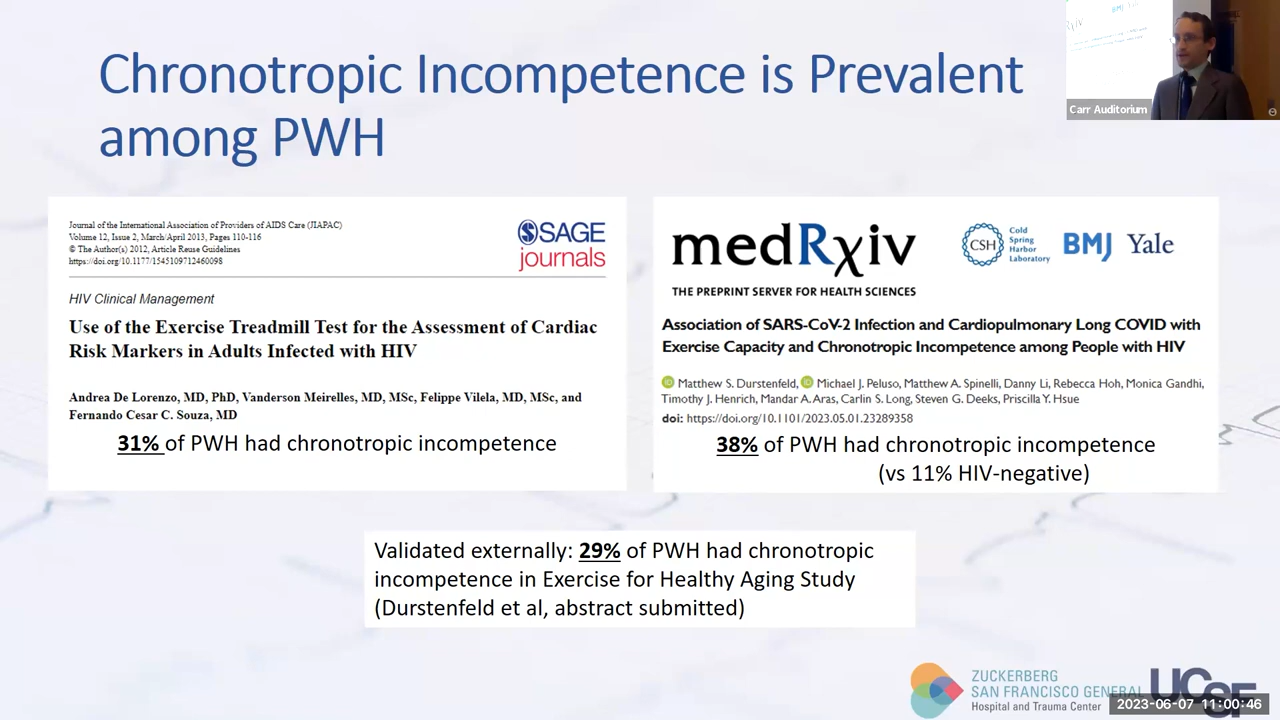 Chronotropic Incompetence is Prevalent
among PWH
Carr Auditorium
Journal of the International Association of Providers of AIDS Care (JIAPAC)
Volume 12, Issue 2, March/April 2013, Pages 110-116
© The Author(s) 2012, Article Reuse Guidelines
https://doi.org/10.1177/1545109712460098
SAGE
journals
HIV Clinical Management
Use of the Exercise Treadmill Test for the Assessment of Cardiac
Risk Markers in Adults Infected with HIV
Andrea De Lorenzo, MD, PhD, Vanderson Meirelles, MD, MSc, Felippe Vilela, MD, MSc, and
Fernando Cesar C. Souza, MD
31% of PWH had chronotropic incompetence
medRχiv
THE PREPRINT SERVER FOR HEALTH SCIENCES
CSH
Cold
Spring
Harbor
Laboratory
BMJ
Yale
Association of SARS-CoV-2 Infection and Cardiopulmonary Long COVID with
Exercise Capacity and Chronotropic Incompetence among People with HIV
iD Matthew S. Durstenfeld, iD Michael J. Peluso, Matthew A. Spinelli, Danny Li, Rebecca Hoh, Monica Gandhi,
Timothy J. Henrich, Mandar A. Aras, Carlin S. Long, Steven G. Deeks, Priscilla Y. Hsue
doi: https://doi.org/10.1101/2023.05.01.23289358
38% of PWH had chronotropic incompetence
(vs 11% HIV-negative)
Validated externally: 29% of PWH had chronotropic
incompetence in Exercise for Healthy Aging Study
(Durstenfeld et al, abstract submitted)
ZUCKERBERG
SAN FRANCISCO GENERAL
Hospital and Trauma Center
UCSF
2023-06-07 11:00:46